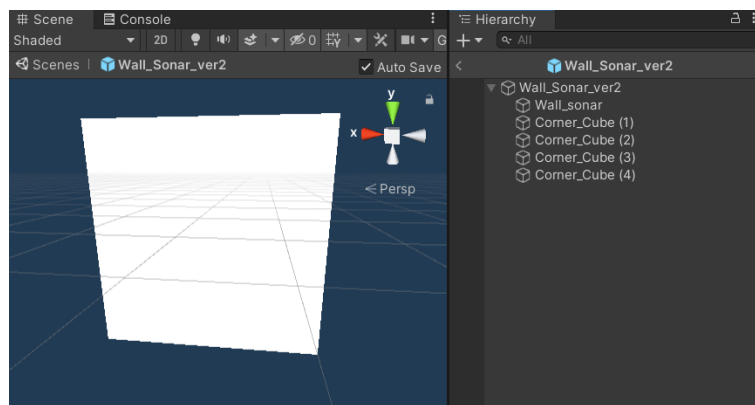 Scene Console
Shaded 2D 0 G
Scenes | Wall_Sonar_ver2 Auto Save
y
x
< Persp
Hierarchy
+ All
< Wall_Sonar_ver2
Wall_Sonar_ver2
Wall_sonar
Corner_Cube (1)
Corner_Cube (2)
Corner_Cube (3)
Corner_Cube (4)